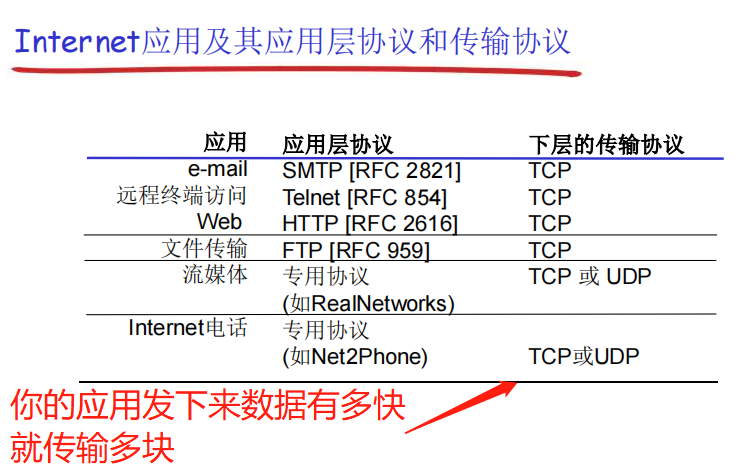 Internet应用及其应用层协议和传输协议
应用 应用层协议 下层的传输协议
e-mail SMTP [RFC 2821] TCP
远程终端访问 Telnet [RFC 854] TCP
Web HTTP [RFC 2616] TCP
文件传输 FTP [RFC 959] TCP
流媒体 专用协议 TCP 或 UDP
(如RealNetworks)
Internet电话 专用协议
(如Net2Phone) TCP或UDP
你的应用发下来数据有多快
就传输多块